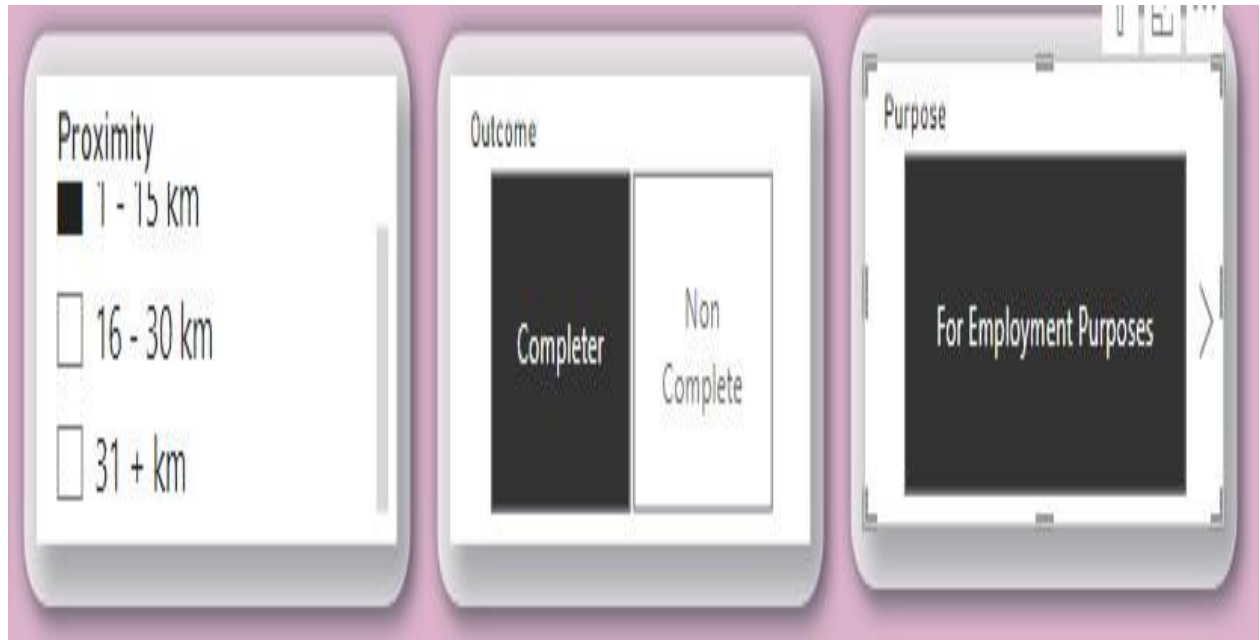 Proximity
1 - 15 km
16 - 30 km
31 + km
Outcome
Completer
Non
Complete
Purpose
For Employment Purposes